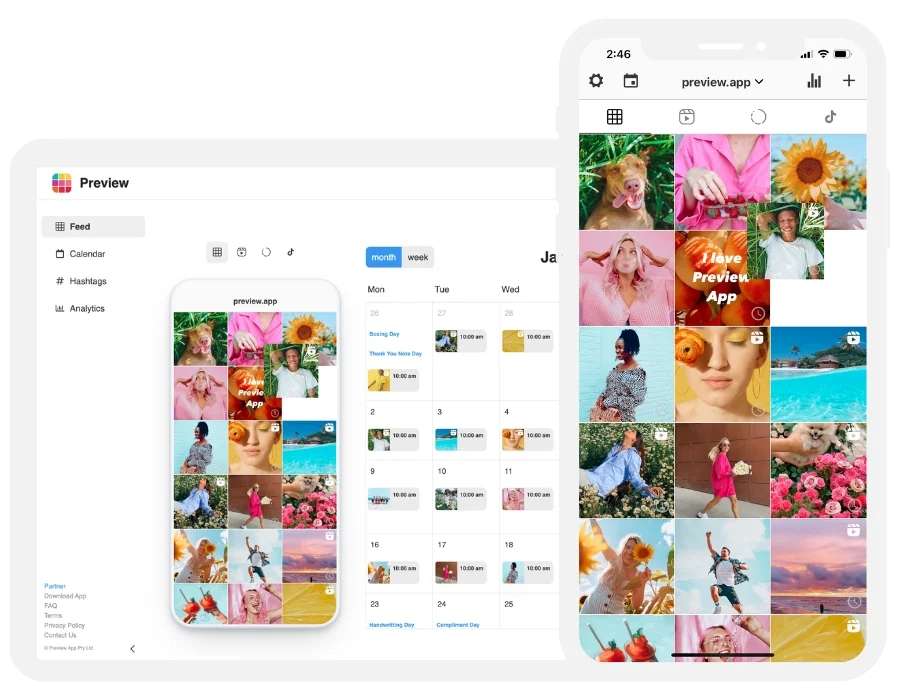 Preview
Feed
Calendar
Hashtags
Analytics
Partner
Download App
FAQ
Terms
Privacy Policy
Contact Us
© Preview App Pty Ltd
preview.app
I love
Preview
App
month week
Ja
Mon Tue Wed
26 27 28
Boxing Day
10:00 am 10:00 am
Thank You Note Day
10:00 am
2 3 4
10:00 am 10:00 am 10:00 am
9 10 11
10:00 am 10:00 am 10:00 am
16 17 18
10:00 am 10:00 am 10:00 am
23 24 25
Handwriting Day Compliment Day
2:46
preview.app
I love
Preview
App